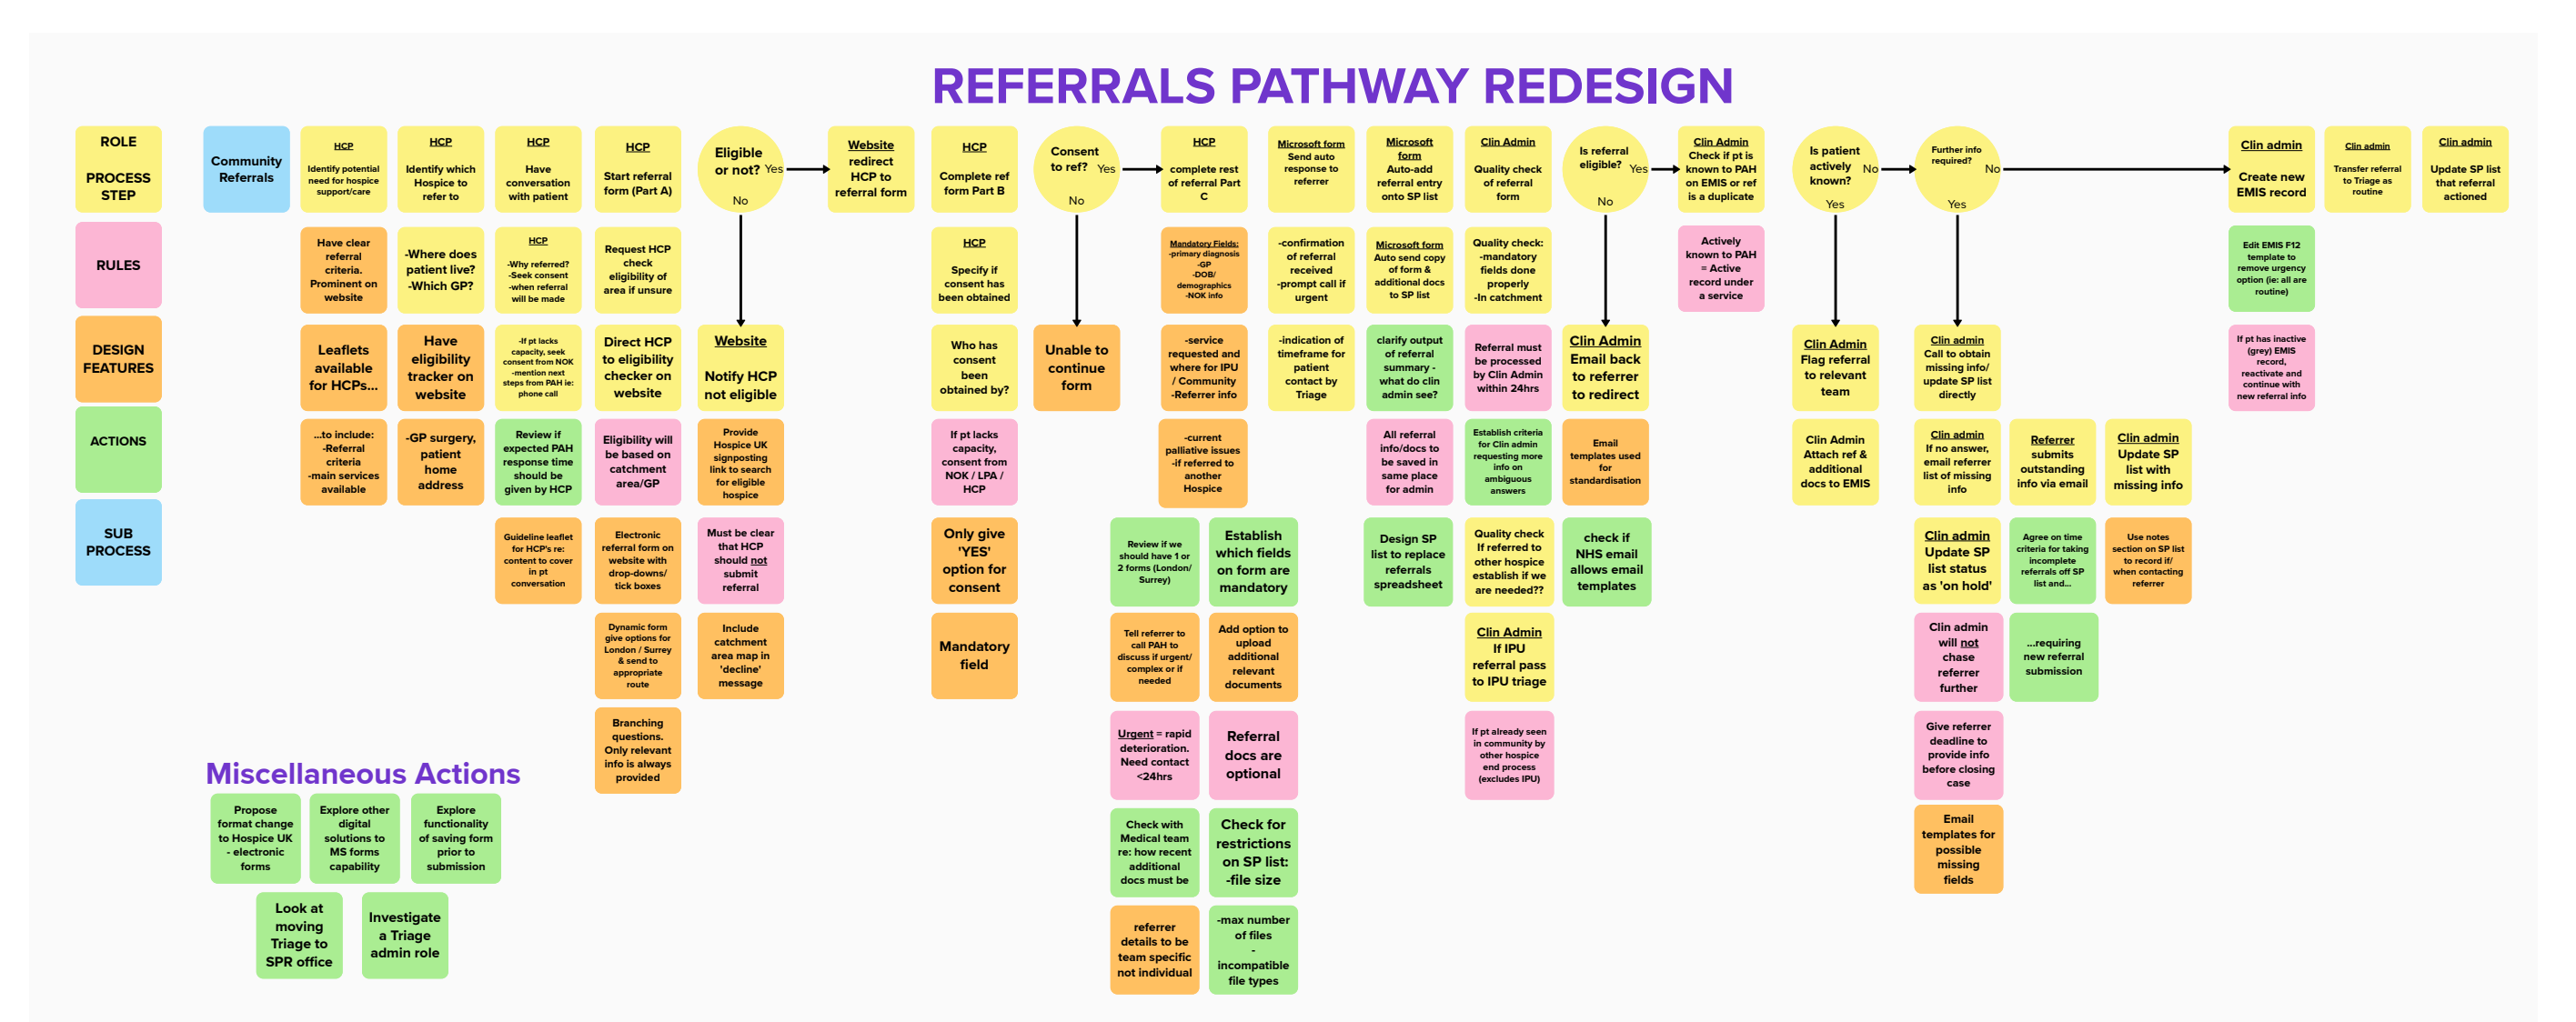 REFERRALS PATHWAY REDESIGN
ROLE
PROCESS
STEP
RULES
DESIGN
FEATURES
ACTIONS
SUB
PROCESS
Community
Referrals
HCP
Identify potential
need for hospice
support/care
Have clear
referral
criteria.
Prominent on
website
Leaflets
available
for HCPs...
...to include:
-Referral
criteria
-main services
available
HCP
Identify which
Hospice to
refer to
-Where does
patient live?
-Which GP?
Have
eligibility
tracker on
website
-GP surgery,
patient
home
address
HCP
Have
conversation
with patient
HCP
-Why referred?
-Seek consent
-when referral
will be made
-If pt lacks
capacity, seek
consent from NOK
-mention next
steps from PAH ie:
phone call
Review if
expected PAH
response time
should be
given by HCP
Guideline leaflet
for HCP's re:
content to cover
in pt
conversation
HCP
Start referral
form (Part A)
Request HCP
check
eligibility of
area if unsure
Direct HCP
to eligibility
checker on
website
Eligibility will
be based on
catchment
area/GP
Electronic
referral form on
website with
drop-downs/
tick boxes
Dynamic form
give options for
London / Surrey
& send to
appropriate
route
Branching
questions.
Only relevant
info is always
provided
Eligible
or not?
Yes
No
Website
Notify HCP
not eligible
Provide
Hospice UK
signposting
link to search
for eligible
hospice
Must be clear
that HCP
should not
submit
referral
Include
catchment
area map in
'decline'
message
Website
redirect
HCP to
referral form
HCP
Complete ref
form Part B
HCP
Specify if
consent has
been obtained
Who has
consent
been
obtained by?
If pt lacks
capacity,
consent from
NOK / LPA /
HCP
Only give
'YES'
option for
consent
Mandatory
field
Consent
to ref?
Yes
No
Unable to
continue
form
HCP
complete rest
of referral Part
C
Mandatory Fields:
-primary diagnosis
-GP
-DOB/
demographics
-NOK info
-service
requested and
where for IPU
/ Community
-Referrer info
-current
palliative issues
-if referred to
another
Hospice
Review if we
should have 1 or
2 forms (London/
Surrey)
Establish
which fields
on form are
mandatory
Tell referrer to
call PAH to
discuss if urgent/
complex or if
needed
Add option to
upload
additional
relevant
documents
Urgent = rapid
deterioration.
Need contact
<24hrs
Referral
docs are
optional
Check with
Medical team
re: how recent
additional
docs must be
Check for
restrictions
on SP list:
-file size
referrer
details to be
team specific
not individual
-max number
of files
-
incompatible
file types
Microsoft form
Send auto
response to
referrer
-confirmation
of referral
received
-prompt call if
urgent
-indication of
timeframe for
patient
contact by
Triage
Microsoft
form
Auto-add
referral entry
onto SP list
Microsoft form
Auto send copy
of form &
additional docs
to SP list
clarify output
of referral
summary -
what do clin
admin see?
All referral
info/docs to
be saved in
same place
for admin
Design SP
list to replace
referrals
spreadsheet
Clin Admin
Quality check
of referral
form
Quality check:
-mandatory
fields done
properly
-In catchment
Referral must
be processed
by Clin Admin
within 24hrs
Establish criteria
for Clin admin
requesting more
info on
ambiguous
answers
Quality check
If referred to
other hospice
establish if we
are needed??
Clin Admin
If IPU
referral pass
to IPU triage
If pt already seen
in community by
other hospice
end process
(excludes IPU)
Is referral
eligible?
Yes
No
Clin Admin
Email back
to referrer
to redirect
Email
templates used
for
standardisation
check if
NHS email
allows email
templates
Clin Admin
Check if pt is
known to PAH
on EMIS or ref
is a duplicate
Actively
known to PAH
= Active
record under
a service
Is patient
actively
known?
No
Yes
Clin Admin
Flag referral
to relevant
team
Clin Admin
Attach ref &
additional
docs to EMIS
Further info
required?
No
Yes
Clin admin
Call to obtain
missing info/
update SP list
directly
Clin admin
If no answer,
email referrer
list of missing
info
Referrer
submits
outstanding
info via email
Clin admin
Update SP
list with
missing info
Clin admin
Update SP
list status
as 'on hold'
Agree on time
criteria for taking
incomplete
referrals off SP
list and...
Use notes
section on SP list
to record if/
when contacting
referrer
Clin admin
will not
chase
referrer
further
...requiring
new referral
submission
Give referrer
deadline to
provide info
before closing
case
Email
templates for
possible
missing
fields
Clin admin
Create new
EMIS record
Edit EMIS F12
template to
remove urgency
option (ie: all are
routine)
If pt has inactive
(grey) EMIS
record,
reactivate and
continue with
new referral info
Clin admin
Transfer referral
to Triage as
routine
Clin admin
Update SP list
that referral
actioned
Miscellaneous Actions
Propose
format change
to Hospice UK
- electronic
forms
Explore other
digital
solutions to
MS forms
capability
Explore
functionality
of saving form
prior to
submission
Look at
moving
Triage to
SPR office
Investigate
a Triage
admin role